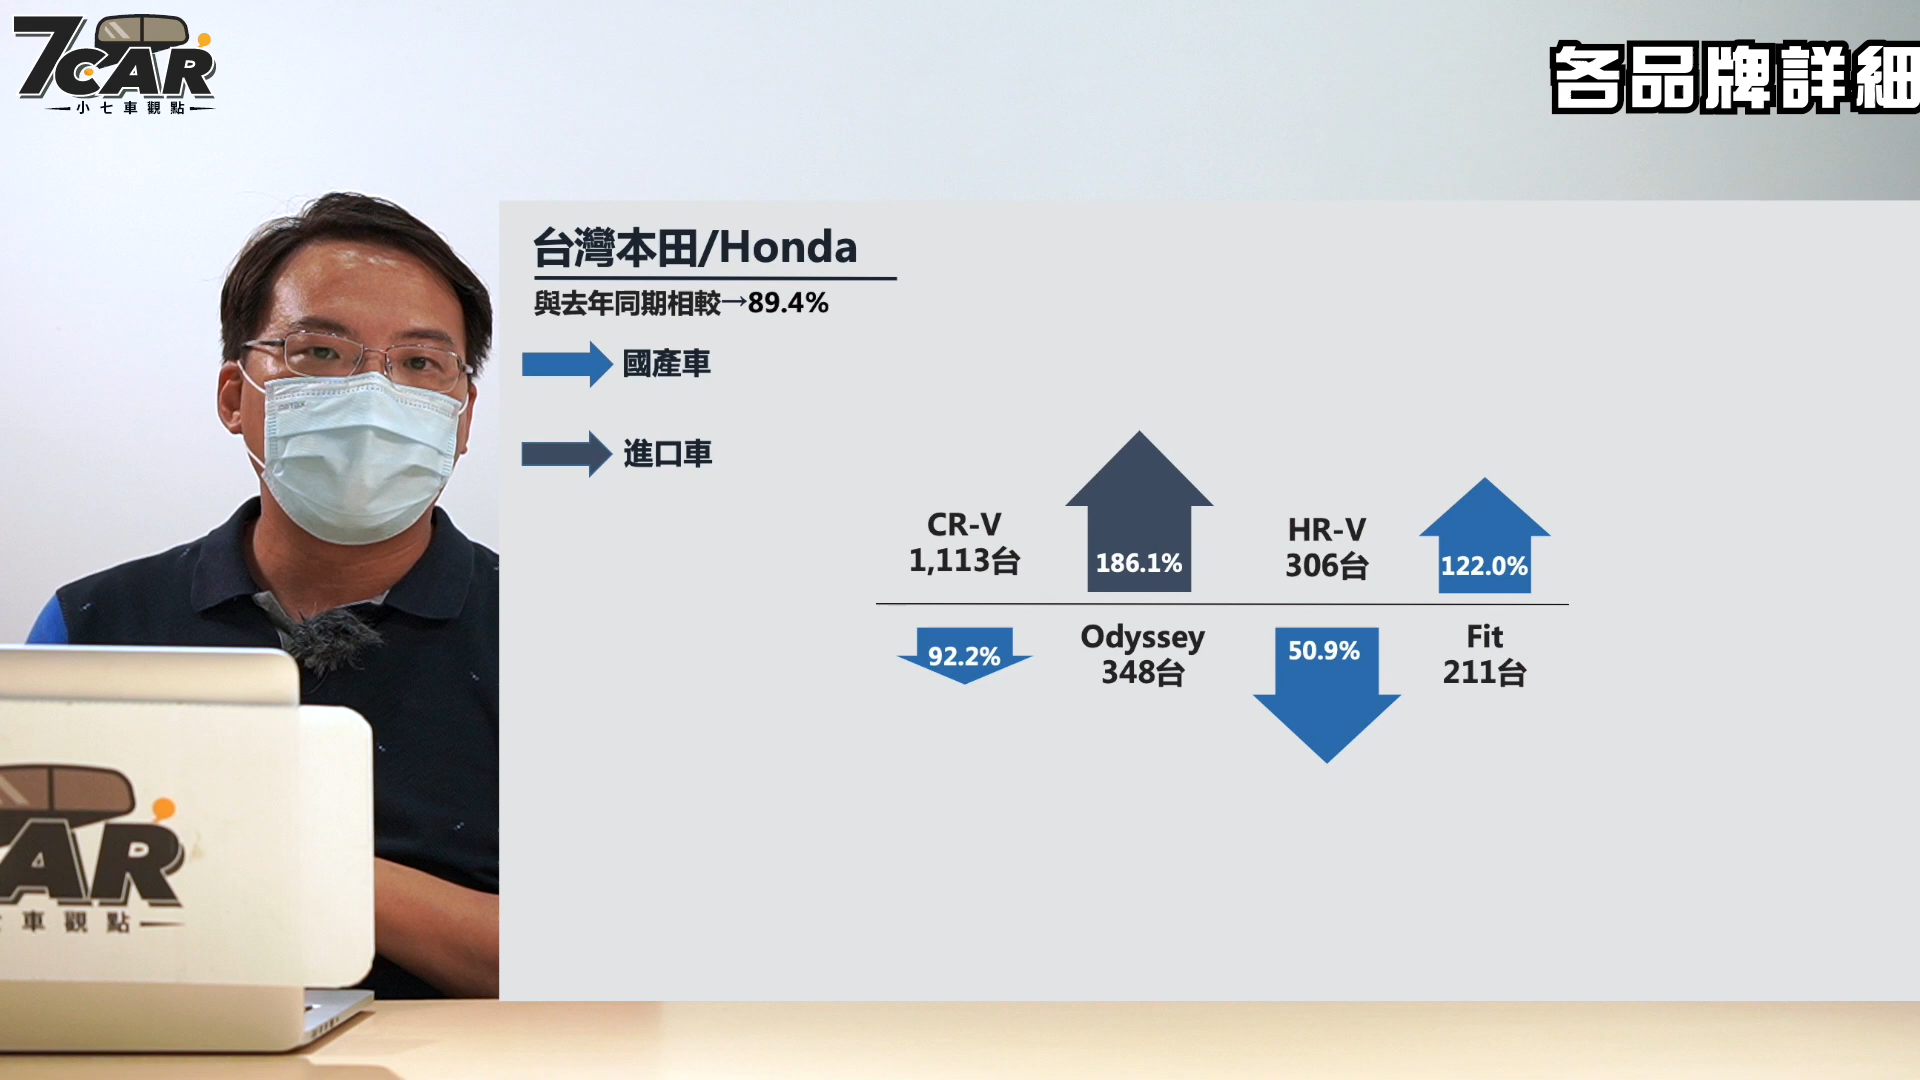 7CAR
小七車觀點
各品牌詳細
台灣本田/Honda
與去年同期相較→89.4%
國產車
進口車
CR-V
1,113台
186.1%
HR-V
306台
122.0%
92.2%
Odyssey
348台
50.9%
Fit
211台
CAR
車觀點